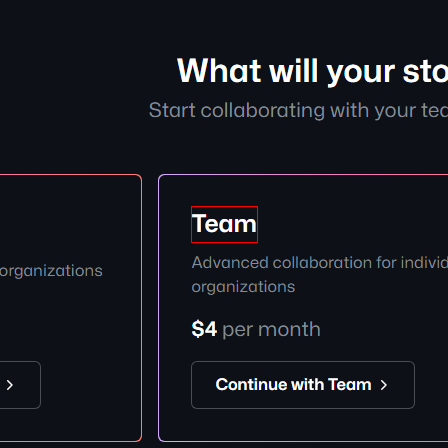 What will your sto
Start collaborating with your tea
organizations
Team
Advanced collaboration for individ
organizations
$4 per month
Continue with Team